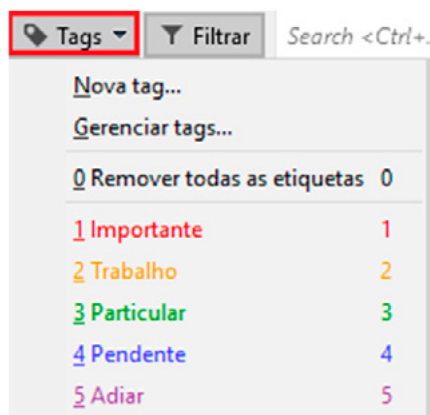 Tags Filtrar Search <Ctrl+.
Nova tag...
Gerenciar tags...
0 Remover todas as etiquetas 0
1 Importante 1
2 Trabalho 2
3 Particular 3
4 Pendente 4
5 Adiar 5